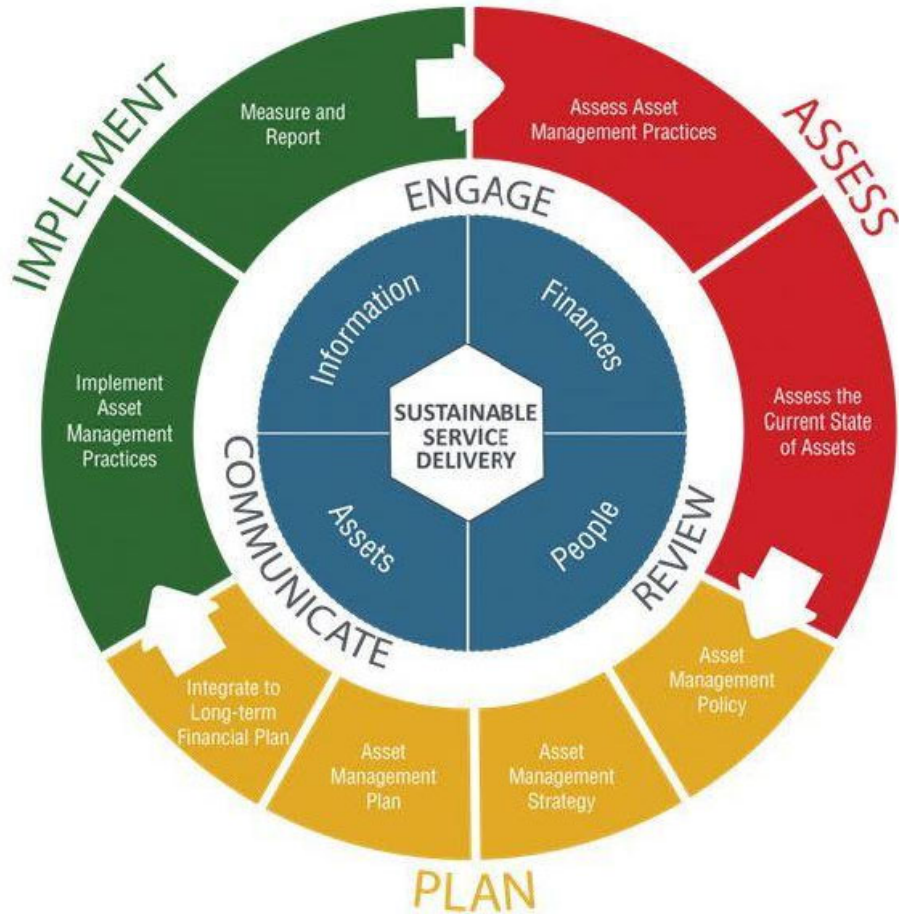 IMPLEMENT
Measure and
Report
Implement
Asset
Management
Practices
ASSESS
Assess Asset
Management Practices
Assess the
Current State
of Assets
PLAN
Asset
Management
Policy
Asset
Management
Strategy
Asset
Management
Plan
Integrate to
Long-term
Financial Plan
ENGAGE
REVIEW
COMMUNICATE
Information
Finances
People
Assets
SUSTAINABLE
SERVICE
DELIVERY